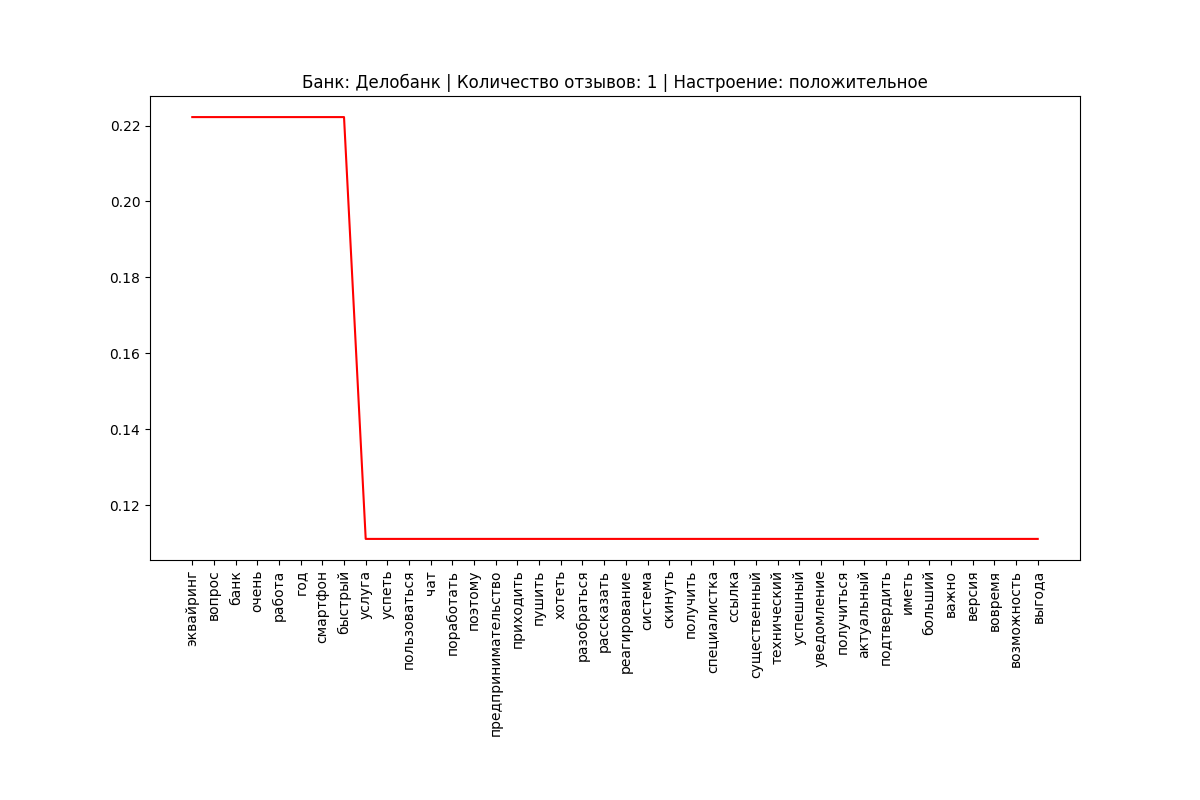 Банк: Делобанк | Количество отзывов: 1 | Настроение: положительное
0.22
0.20
0.18
0.16
0.14
0.12
эквайринг
вопрос
банк
очень
работа
год
смартфон
быстрый
услуга
успеть
пользоваться
чат
поработать
поэтому
предпринимательство
приходить
пушить
хотеть
разобраться
рассказать
реагирование
система
скинуть
получить
специалистка
ссылка
существенный
технический
успешный
уведомление
получиться
актуальный
подтвердить
иметь
больший
важно
версия
вовремя
возможность
выгода